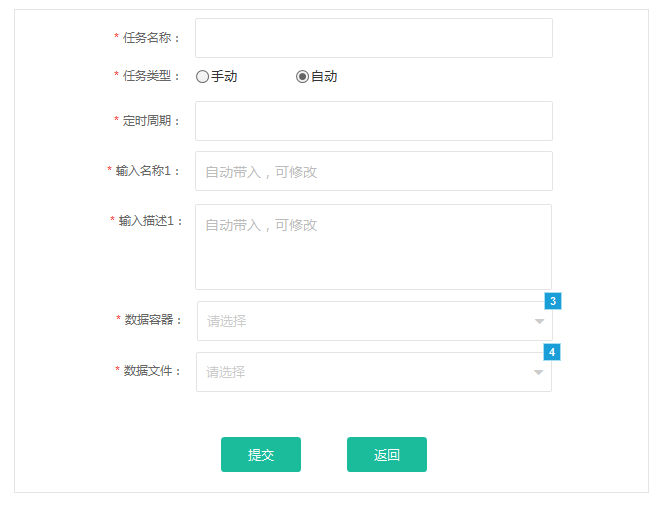 * 任务名称：
* 任务类型： 手动 自动
* 定时周期：
* 输入名称1： 自动带入，可修改
* 输入描述1： 自动带入，可修改
3
* 数据容器： 请选择
4
* 数据文件： 请选择
提交 返回